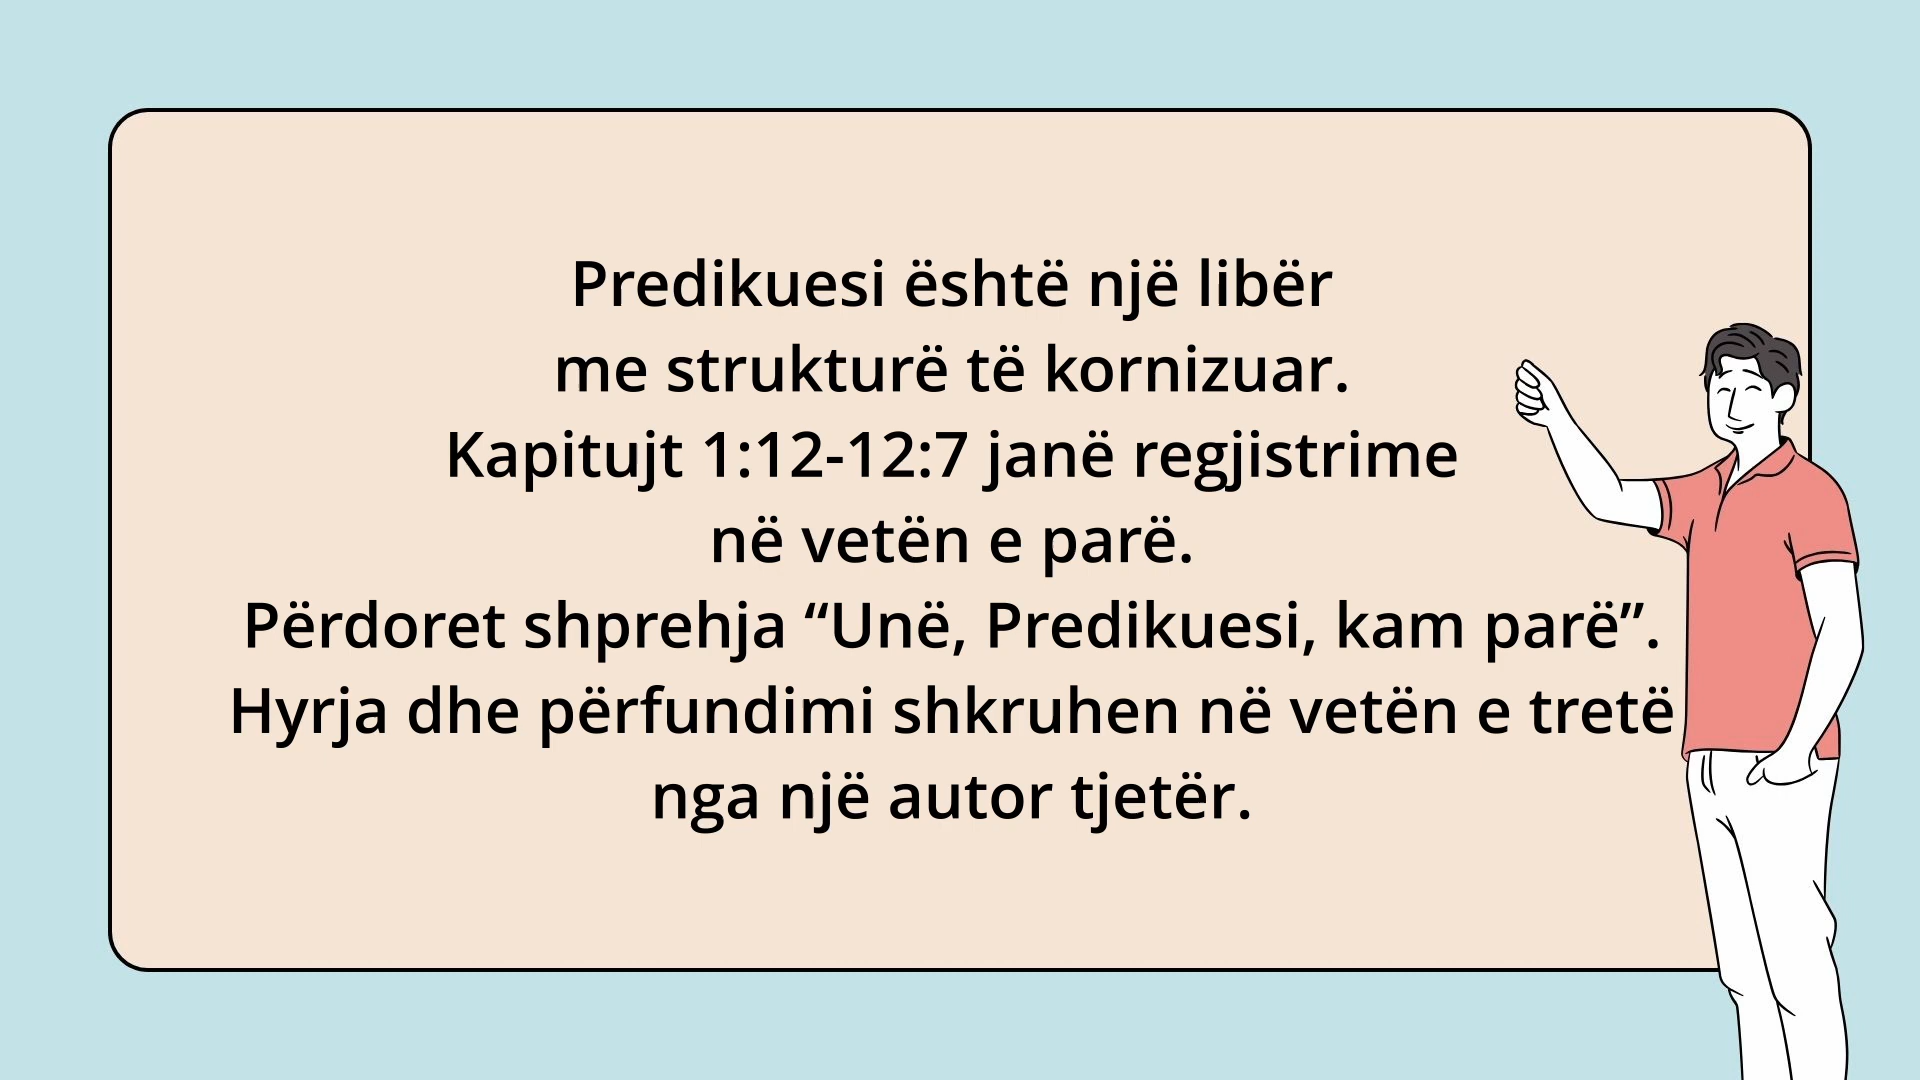 Predikuesi është një libër
me strukturë të kornizuar.
Kapitujt 1:12-12:7 janë regjistrime
në vetën e parë.
Përdoret shprehja “Unë, Predikuesi, kam parë”.
Hyrja dhe përfundimi shkruhen në vetën e tretë
nga një autor tjetër.